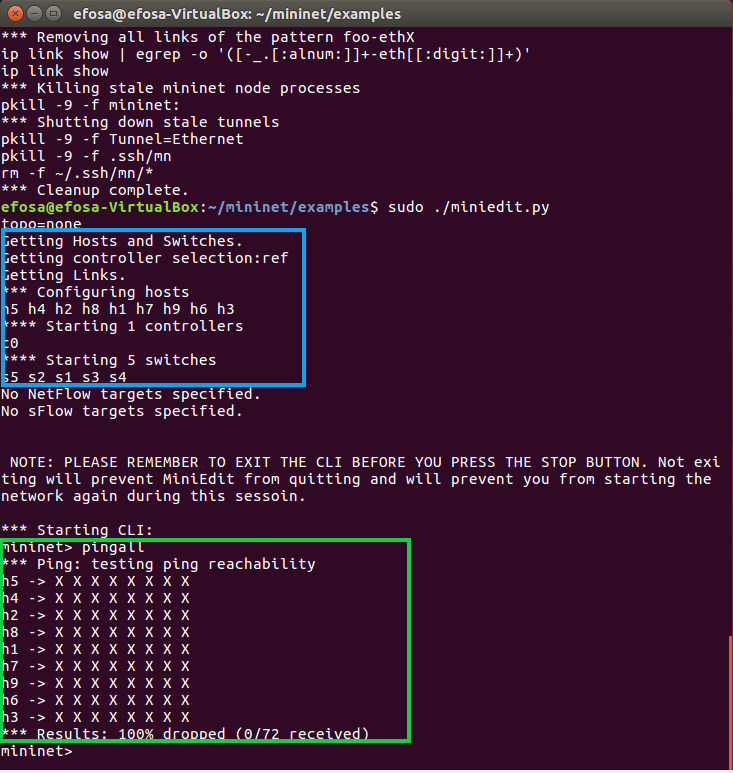 efosa@efosa-VirtualBox: ~/mininet/examples
*** Removing all links of the pattern foo-ethX
ip link show | egrep -o '([-_.[:alnum:]]+-eth[[:digit:]]+)'
ip link show
*** Killing stale mininet node processes
pkill -9 -f mininet:
*** Shutting down stale tunnels
pkill -9 -f Tunnel=Ethernet
pkill -9 -f .ssh/mn
rm -f ~/.ssh/mn/*
*** Cleanup complete.
efosa@efosa-VirtualBox:~/mininet/examples$ sudo ./miniedit.py
topo=none
Getting Hosts and Switches.
Getting controller selection:ref
Getting Links.
*** Configuring hosts
h5 h4 h2 h8 h1 h7 h9 h6 h3
**** Starting 1 controllers
c0
**** Starting 5 switches
s5 s2 s1 s3 s4
No NetFlow targets specified.
No sFlow targets specified.
NOTE: PLEASE REMEMBER TO EXIT THE CLI BEFORE YOU PRESS THE STOP BUTTON. Not exi
ting will prevent MiniEdit from quitting and will prevent you from starting the
network again during this sessoin.
*** Starting CLI:
mininet> pingall
*** Ping: testing ping reachability
h5 -> X X X X X X X X
h4 -> X X X X X X X X
h2 -> X X X X X X X X
h8 -> X X X X X X X X
h1 -> X X X X X X X X
h7 -> X X X X X X X X
h9 -> X X X X X X X X
h6 -> X X X X X X X X
h3 -> X X X X X X X X
*** Results: 100% dropped (0/72 received)
mininet>